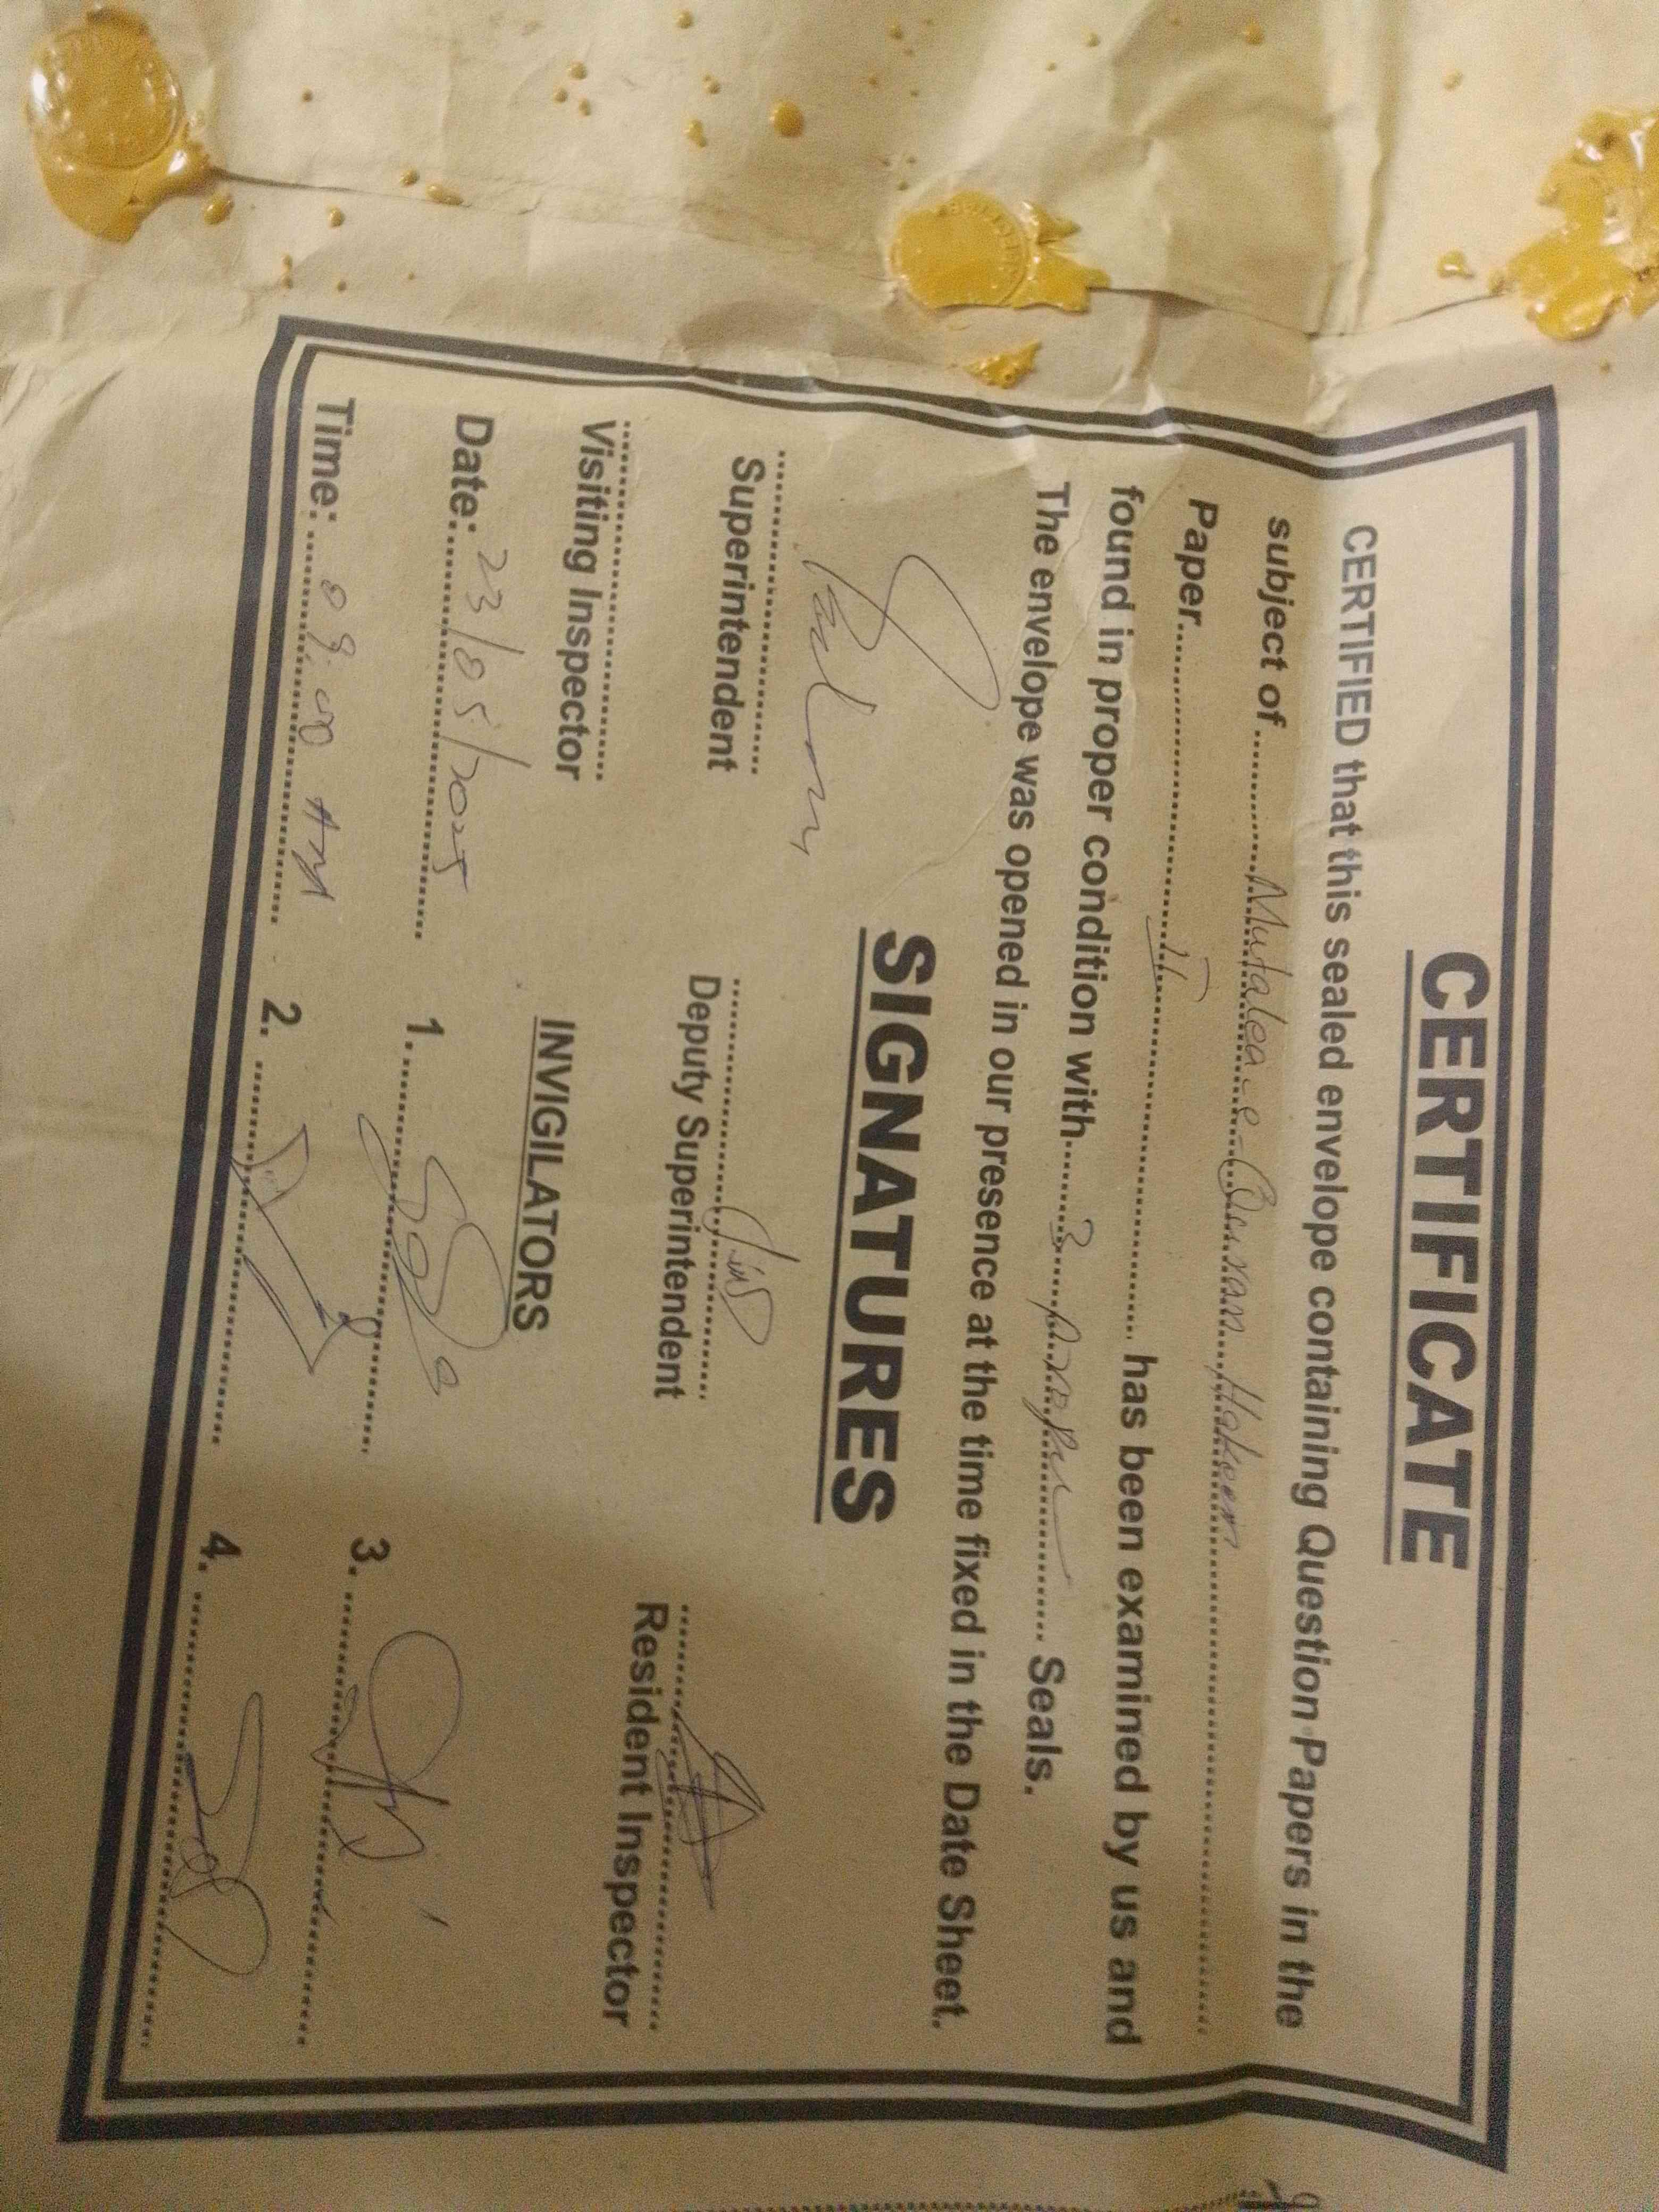 CERTIFICATE
CERTIFIED that this sealed envelope containing Question Papers in the
subject of Mutalea-e-Quran Hakeem
Paper II has been examined by us and
found in proper condition with 3 proper Seals.
The envelope was opened in our presence at the time fixed in the Date Sheet.
SIGNATURES
Superintendent Deputy Superintendent Resident Inspector
Visiting Inspector INVIGILATORS
Date: 23/05/2025 1. 3.
Time: 09:00 AM 2. 4.